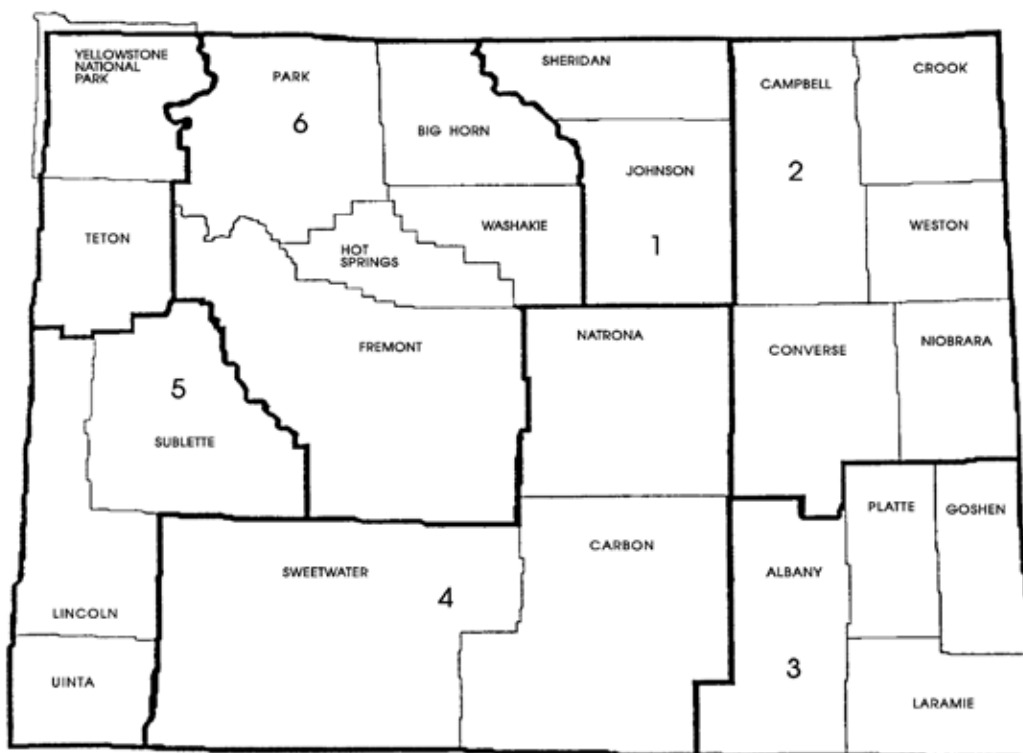 YELLOWSTONE
NATIONAL
PARK
PARK
6
BIG HORN
SHERIDAN
CAMPBELL
CROOK
JOHNSON
2
TETON
HOT
SPRINGS
WASHAKIE
1
WESTON
FREMONT
NATRONA
CONVERSE
NIOBRARA
5
SUBLETTE
PLATTE
GOSHEN
SWEETWATER
4
CARBON
ALBANY
LINCOLN
UINTA
3
LARAMIE